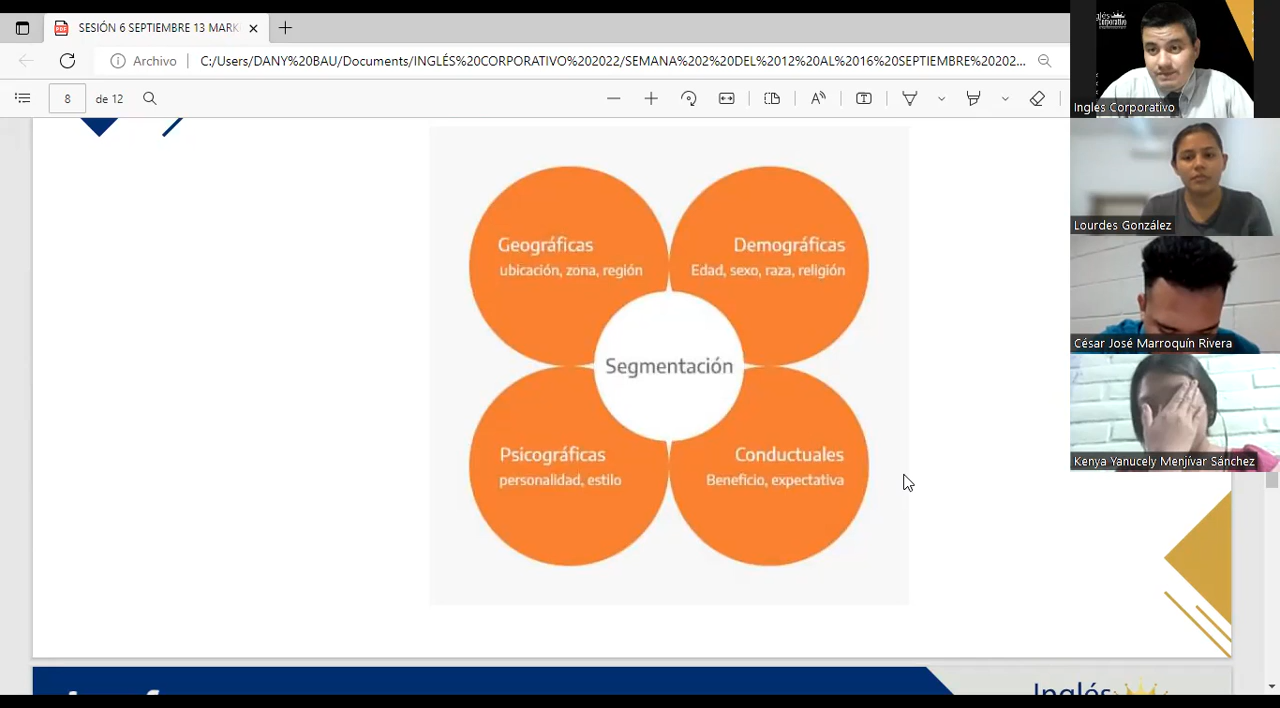 SESIÓN 6 SEPTIEMBRE 13 MARK
Archivo
C:/Users/DANY%20BAU/Documents/INGLÉS%20CORPORATIVO%202022/SEMANA%202%20DEL%2012%20AL%2016%20SEPTIEMBRE%20202...
8 de 12
Geográficas
ubicación, zona, región
Demográficas
Edad, sexo, raza, religión
Segmentación
Psicográficas
personalidad, estilo
Conductuales
Beneficio, expectativa
Inglés
Inglés Corporativo
Lourdes González
César José Marroquín Rivera
Kenya Yanucely Menjívar Sánchez